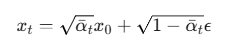 $x_t = \sqrt{\bar{\alpha}_t} x_0 + \sqrt{1 - \bar{\alpha}_t} \epsilon$